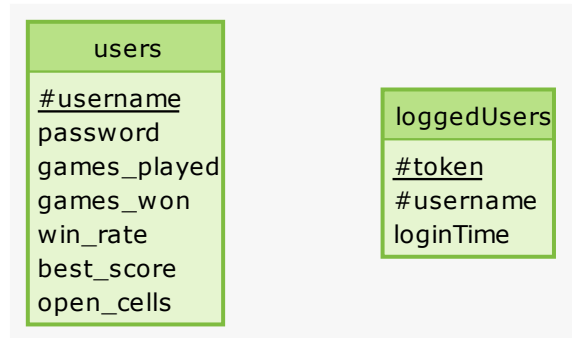 users
#username
password
games_played
games_won
win_rate
best_score
open_cells
loggedUsers
#token
#username
loginTime